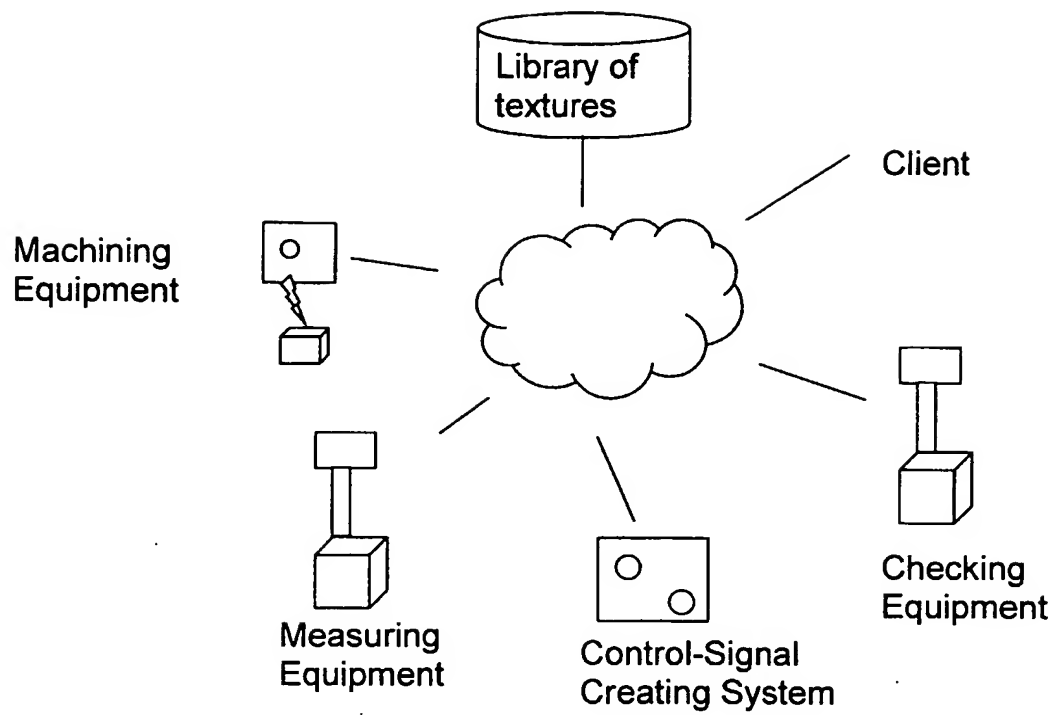 Library of
textures
Client
Machining
Equipment
Checking
Equipment
Measuring
Equipment
Control-Signal
Creating System